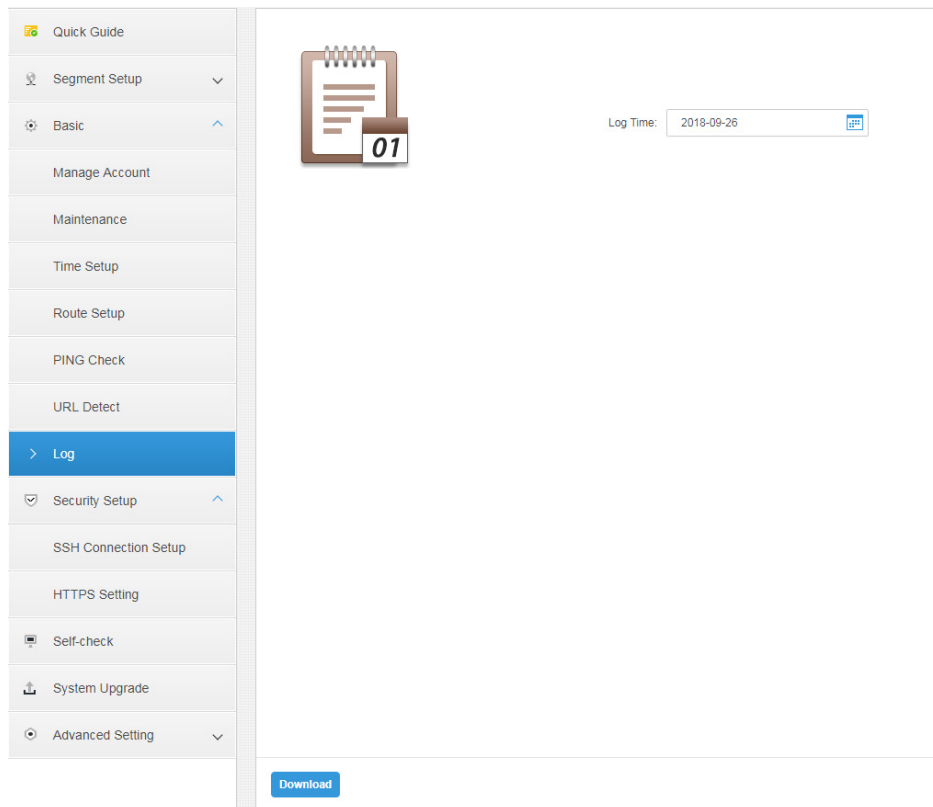 Quick Guide
Segment Setup
Basic
Manage Account
Maintenance
Time Setup
Route Setup
PING Check
URL Detect
Log
Security Setup
SSH Connection Setup
HTTPS Setting
Self-check
System Upgrade
Advanced Setting
01
Log Time: 2018-09-26
Download